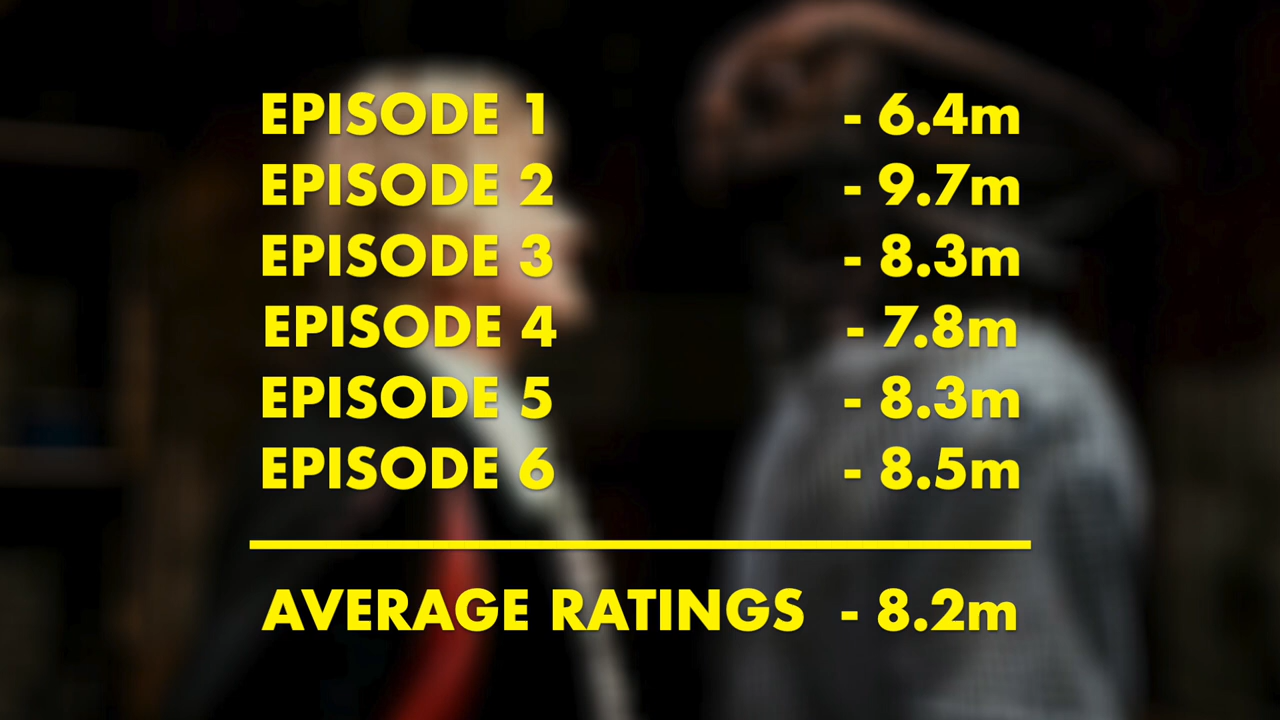 EPISODE 1 - 6.4m
EPISODE 2 - 9.7m
EPISODE 3 - 8.3m
EPISODE 4 - 7.8m
EPISODE 5 - 8.3m
EPISODE 6 - 8.5m
AVERAGE RATINGS - 8.2m